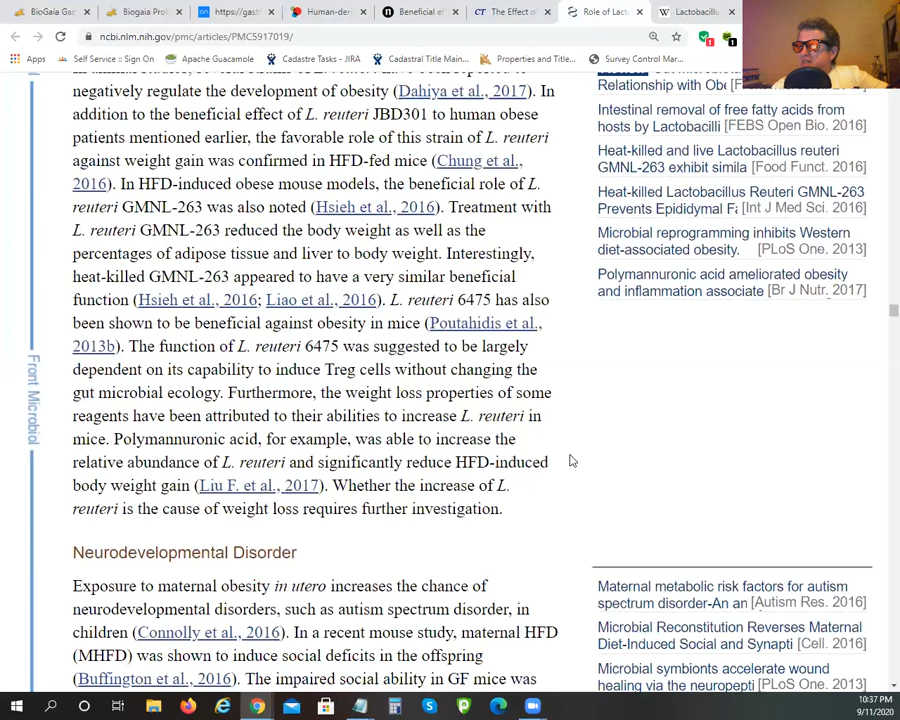 BioGaia Gast
Biogaia Prob
https://gastr
Human-der
Beneficial ef
The Effect o
Role of Lact
Lactobacillu
ncbi.nlm.nih.gov/pmc/articles/PMC5917019/
Apps
Self Service :: Sign On
Apache Guacamole
Cadastre Tasks - JIRA
Cadastral Title Main...
Properties and Title...
Survey Control Mar...
negatively regulate the development of obesity (Dahiya et al., 2017). In
addition to the beneficial effect of L. reuteri JBD301 to human obese
patients mentioned earlier, the favorable role of this strain of L. reuteri
against weight gain was confirmed in HFD-fed mice (Chung et al.,
2016). In HFD-induced obese mouse models, the beneficial role of L.
reuteri GMNL-263 was also noted (Hsieh et al., 2016). Treatment with
L. reuteri GMNL-263 reduced the body weight as well as the
percentages of adipose tissue and liver to body weight. Interestingly,
heat-killed GMNL-263 appeared to have a very similar beneficial
function (Hsieh et al., 2016; Liao et al., 2016). L. reuteri 6475 has also
been shown to be beneficial against obesity in mice (Poutahidis et al.,
2013b). The function of L. reuteri 6475 was suggested to be largely
dependent on its capability to induce Treg cells without changing the
gut microbial ecology. Furthermore, the weight loss properties of some
reagents have been attributed to their abilities to increase L. reuteri in
mice. Polymannuronic acid, for example, was able to increase the
relative abundance of L. reuteri and significantly reduce HFD-induced
body weight gain (Liu F. et al., 2017). Whether the increase of L.
reuteri is the cause of weight loss requires further investigation.
Neurodevelopmental Disorder
Exposure to maternal obesity in utero increases the chance of
neurodevelopmental disorders, such as autism spectrum disorder, in
children (Connolly et al., 2016). In a recent mouse study, maternal HFD
(MHFD) was shown to induce social deficits in the offspring
(Buffington et al., 2016). The impaired social ability in GF mice was
Front Microbiol
Relationship with Obe
Intestinal removal of free fatty acids from
hosts by Lactobacilli [FEBS Open Bio. 2016]
Heat-killed and live Lactobacillus reuteri
GMNL-263 exhibit simila [Food Funct. 2016]
Heat-killed Lactobacillus Reuteri GMNL-263
Prevents Epididymal Fa [Int J Med Sci. 2016]
Microbial reprogramming inhibits Western
diet-associated obesity. [PLoS One. 2013]
Polymannuronic acid ameliorated obesity
and inflammation associate [Br J Nutr. 2017]
Maternal metabolic risk factors for autism
spectrum disorder-An an [Autism Res. 2016]
Microbial Reconstitution Reverses Maternal
Diet-Induced Social and Synapti [Cell. 2016]
Microbial symbionts accelerate wound
healing via the neuropepti [PLoS One. 2013]
10:37 PM
9/11/2020